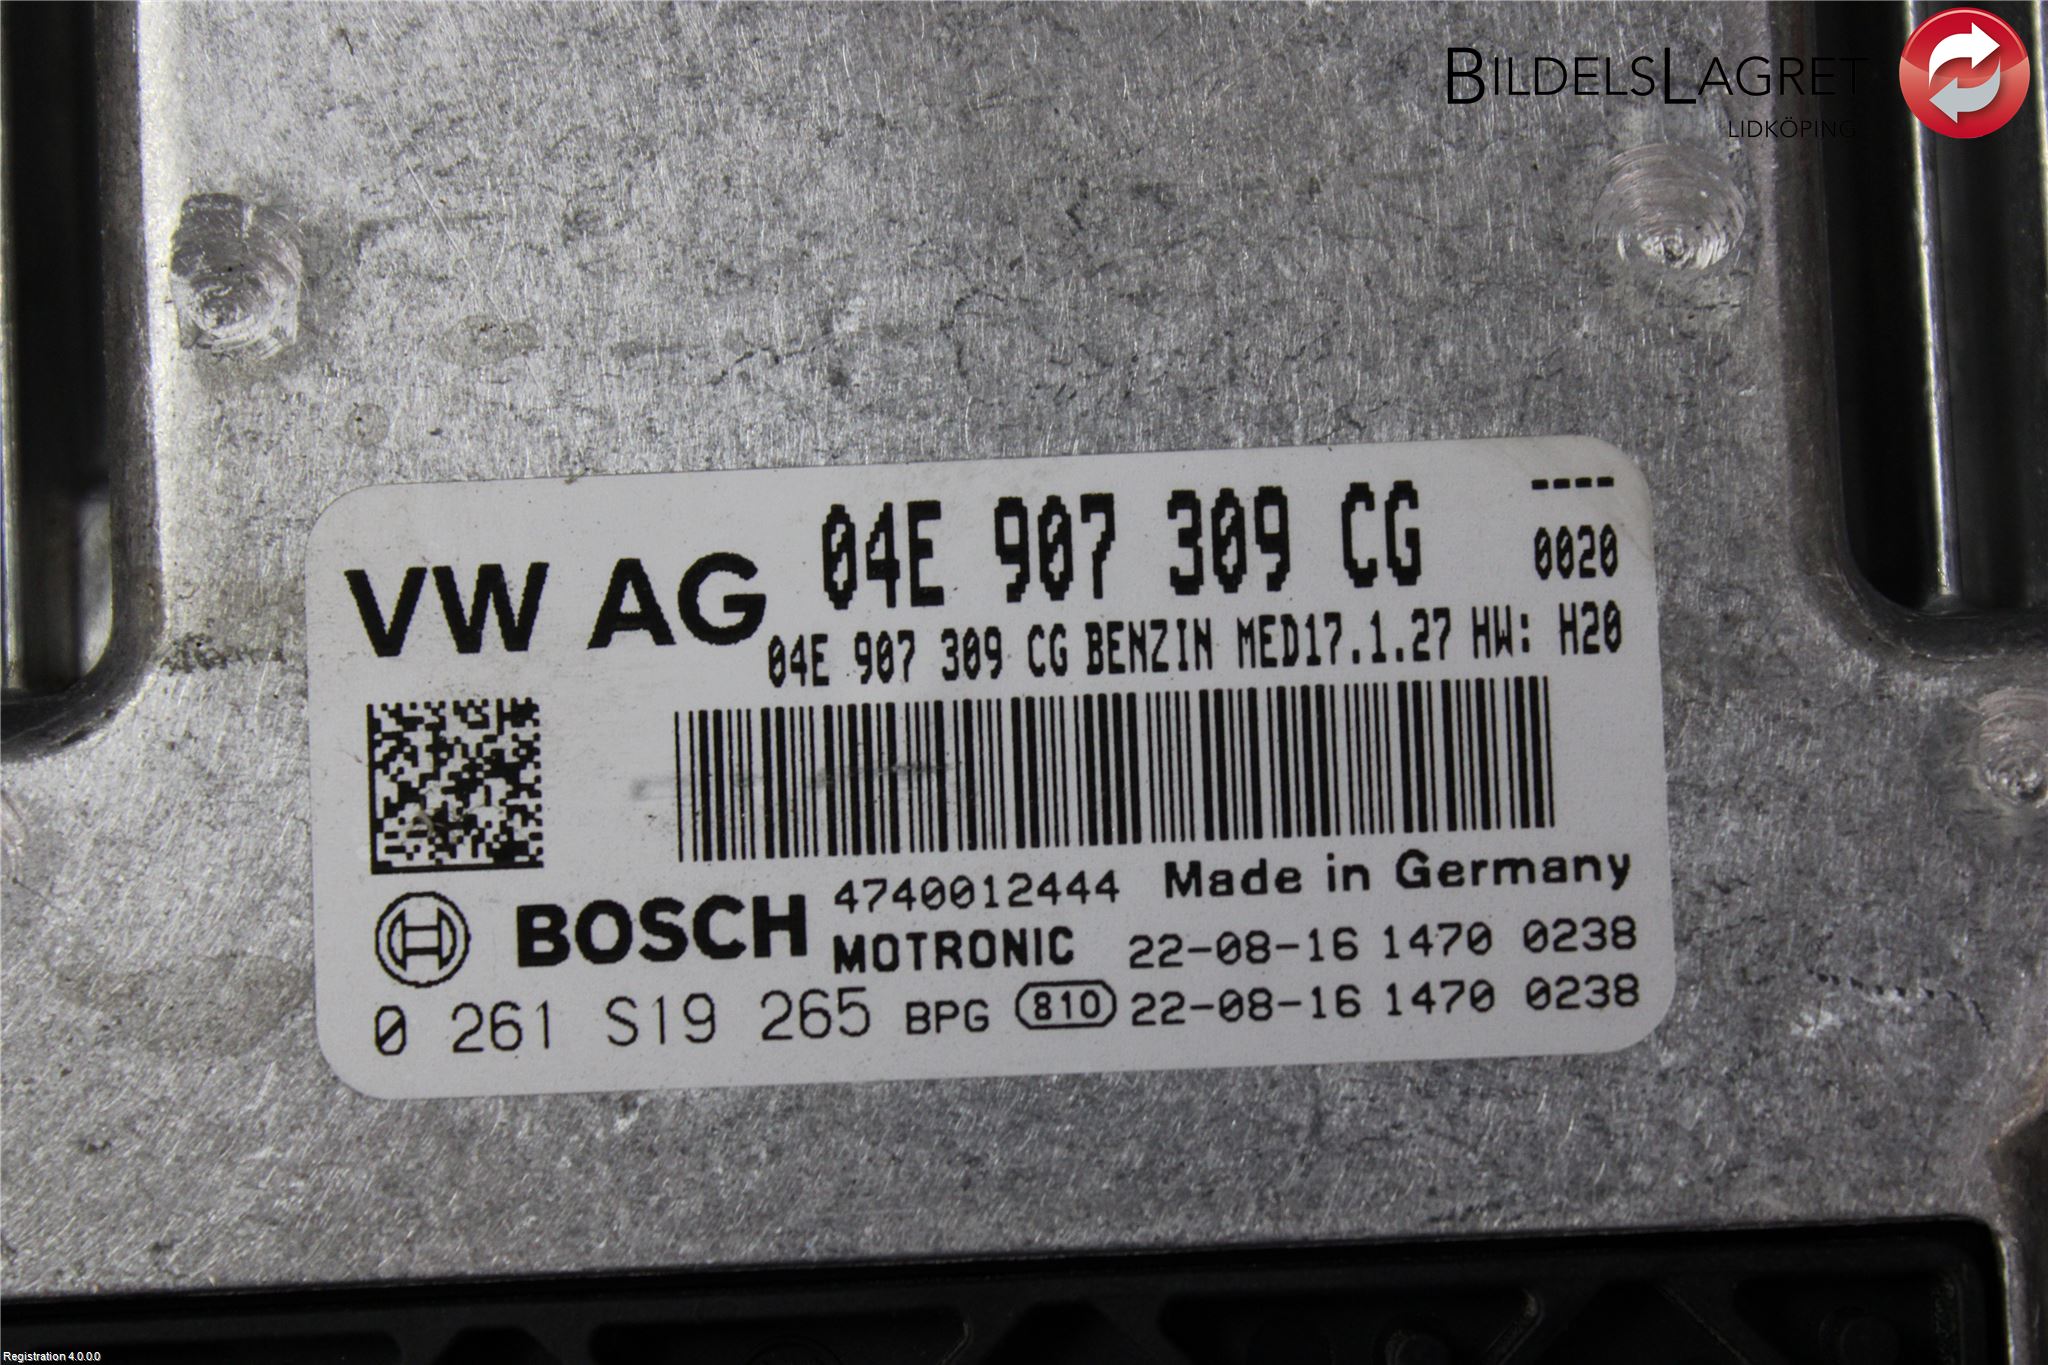 BILDELSLAGRET
LIDKÖPING
VW AG 04E 907 309 CG ----
0020
04E 907 309 CG BENZIN MED17.1.27 HW: H20
BOSCH 4740012444 Made in Germany
MOTRONIC 22-08-16 1470 0238
0 261 S19 265 BPG 810 22-08-16 1470 0238
Registration 4.0.0.0